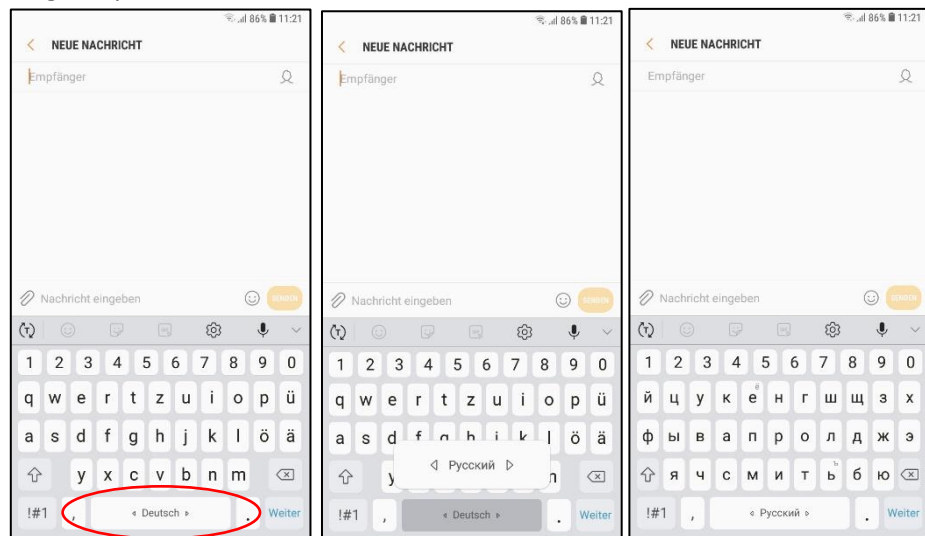 86% 11:21
NEUE NACHRICHT
Empfänger
Nachricht eingeben
SENDEN
1 2 3 4 5 6 7 8 9 0
q w e r t z u i o p ü
a s d f g h j k l ö ä
y x c v b n m
!#1 , Deutsch . Weiter
86% 11:21
NEUE NACHRICHT
Empfänger
Nachricht eingeben
SENDEN
1 2 3 4 5 6 7 8 9 0
q w e r t z u i o p ü
a s d f g h j k l ö ä
y Русский n
!#1 , Deutsch . Weiter
86% 11:21
NEUE NACHRICHT
Empfänger
Nachricht eingeben
SENDEN
1 2 3 4 5 6 7 8 9 0
й ц у к е ё н г ш щ з х
ф ы в а п р о л д ж э
я ч с м и т ь ъ б ю
!#1 , Русский . Weiter